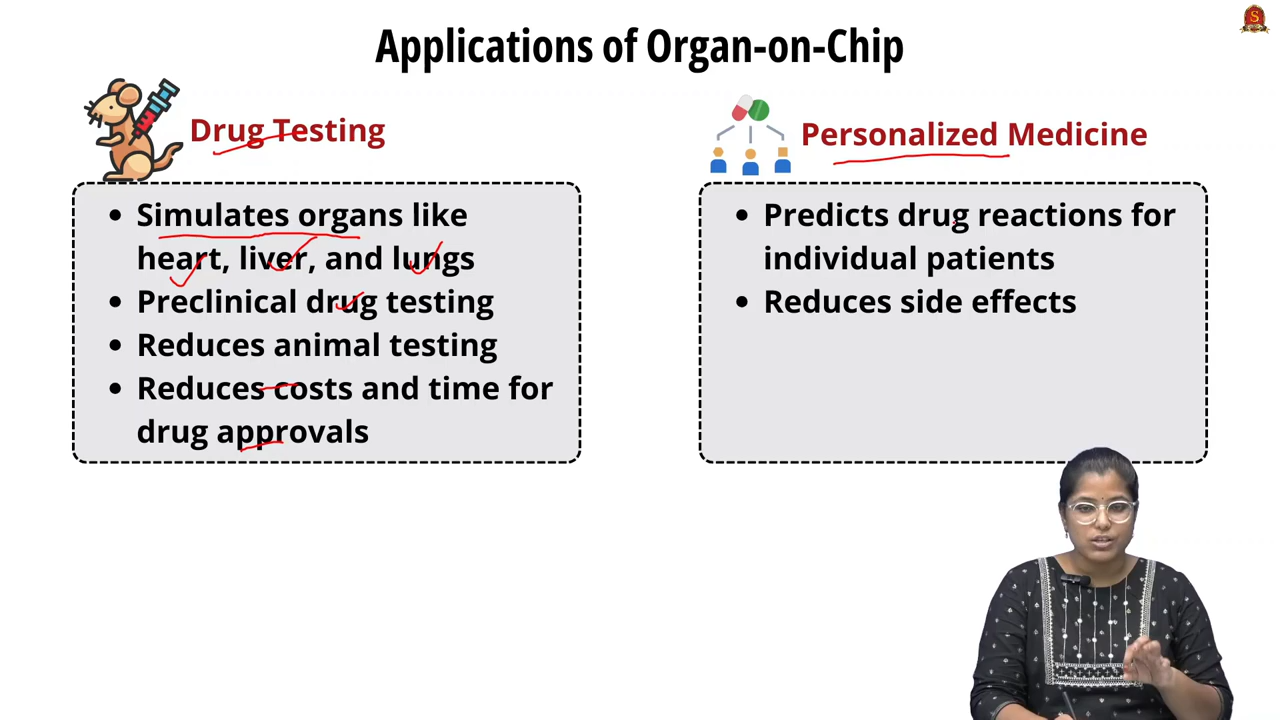 Applications of Organ-on-Chip
Drug Testing
• Simulates organs like
heart, liver, and lungs
• Preclinical drug testing
• Reduces animal testing
• Reduces costs and time for
drug approvals
Personalized Medicine
• Predicts drug reactions for
individual patients
• Reduces side effects
S